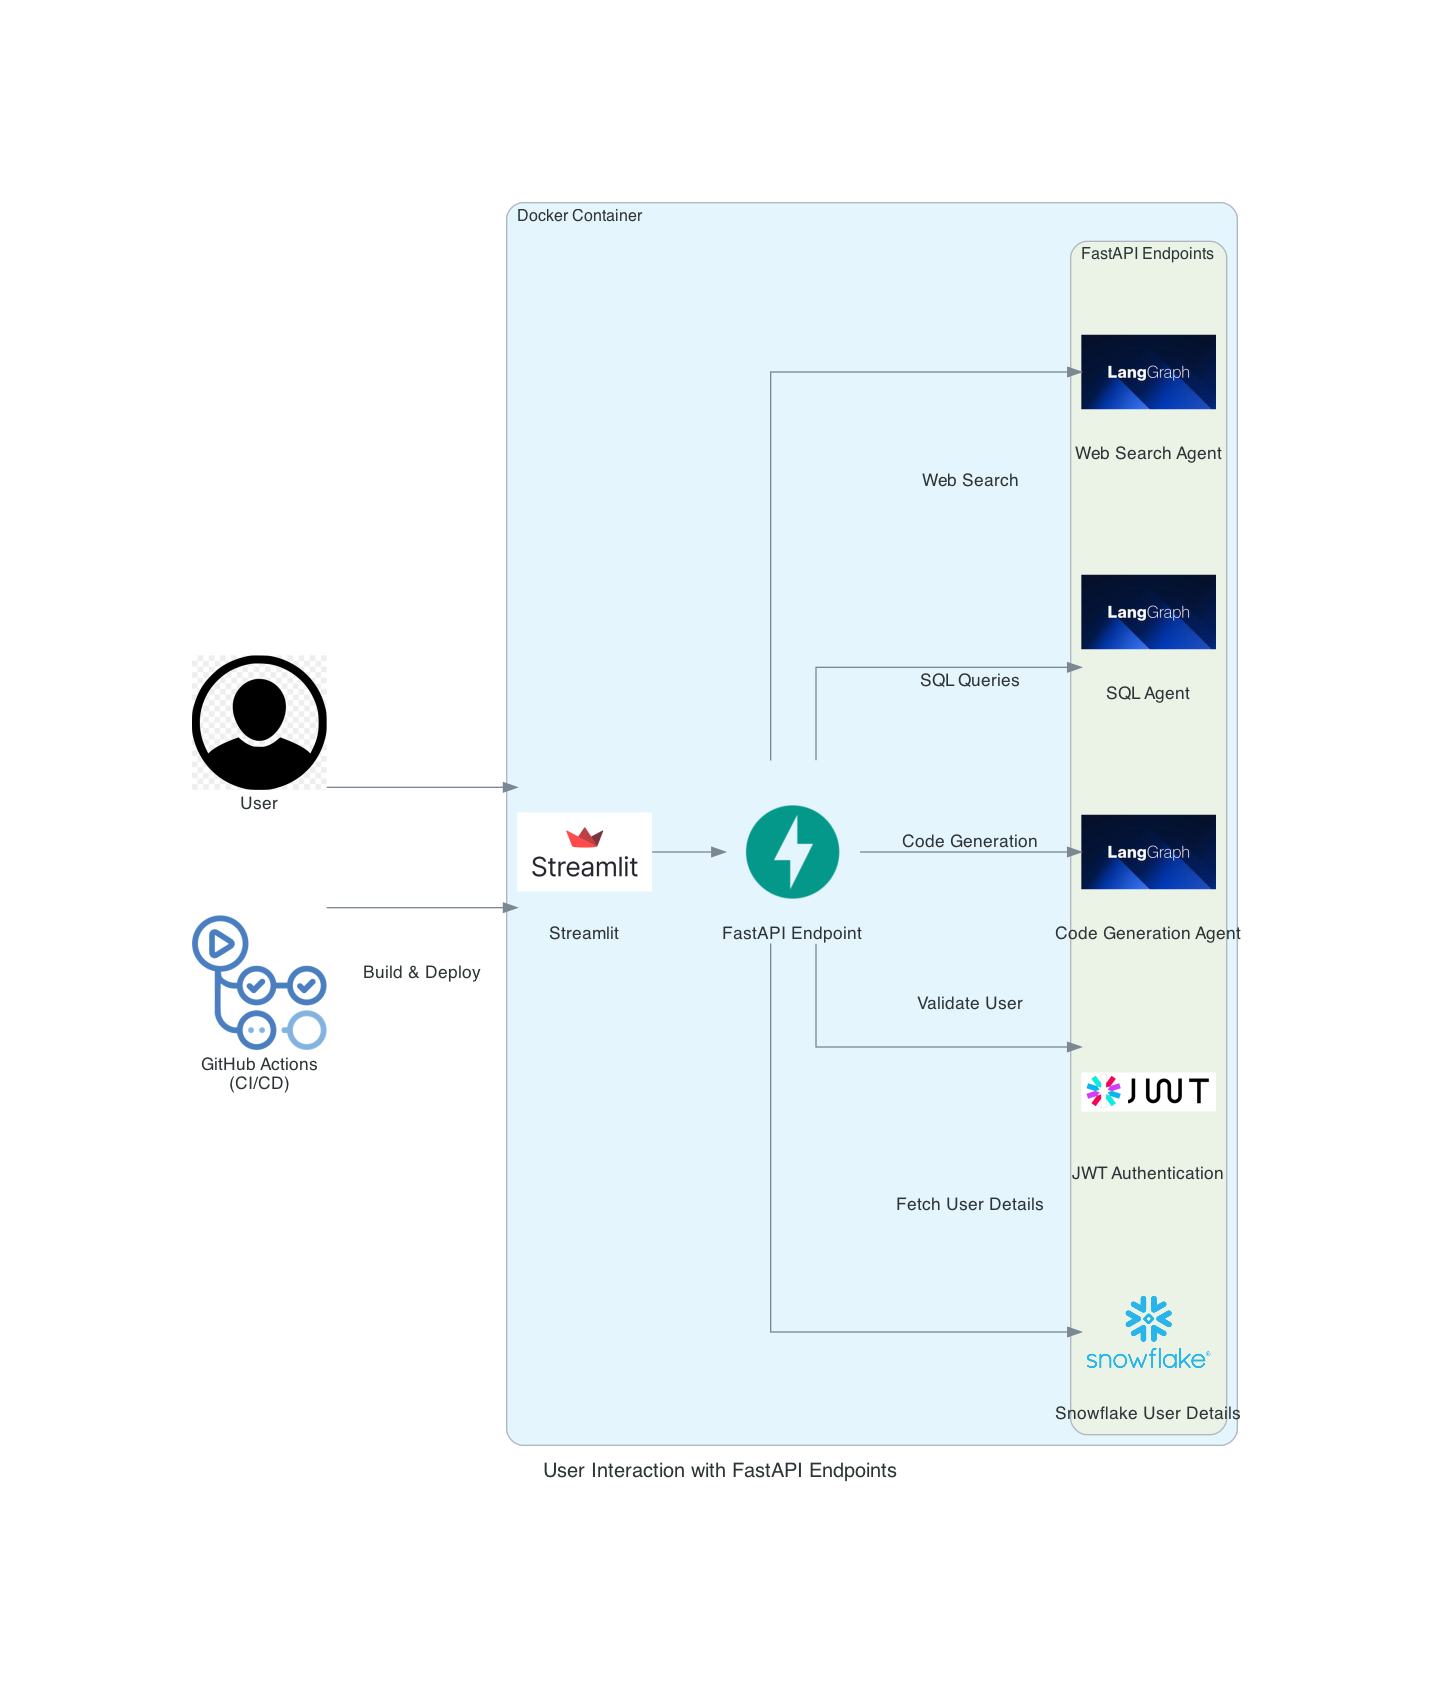 Docker Container
FastAPI Endpoints
LangGraph
Web Search Agent
Web Search
LangGraph
SQL Queries
SQL Agent
User
Streamlit
Streamlit
FastAPI Endpoint
Code Generation
LangGraph
Code Generation Agent
Build & Deploy
GitHub Actions
(CI/CD)
Validate User
JWT
JWT Authentication
Fetch User Details
snowflake®
Snowflake User Details
User Interaction with FastAPI Endpoints